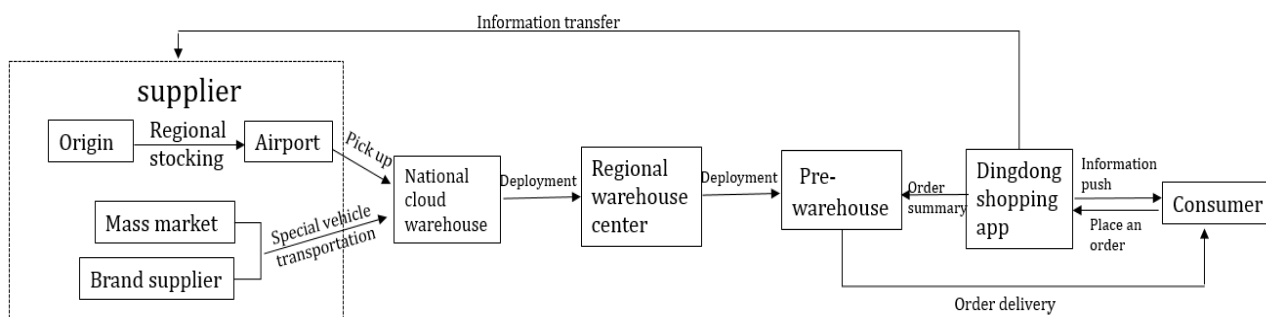 Information transfer
supplier
Origin
Regional
stocking
Airport
Pick up
Mass market
Brand supplier
Special vehicle
transportation
National
cloud
warehouse
Deployment
Regional
warehouse
center
Deployment
Pre-
warehouse
Order
summary
Dingdong
shopping
app
Information
push
Place an
order
Consumer
Order delivery